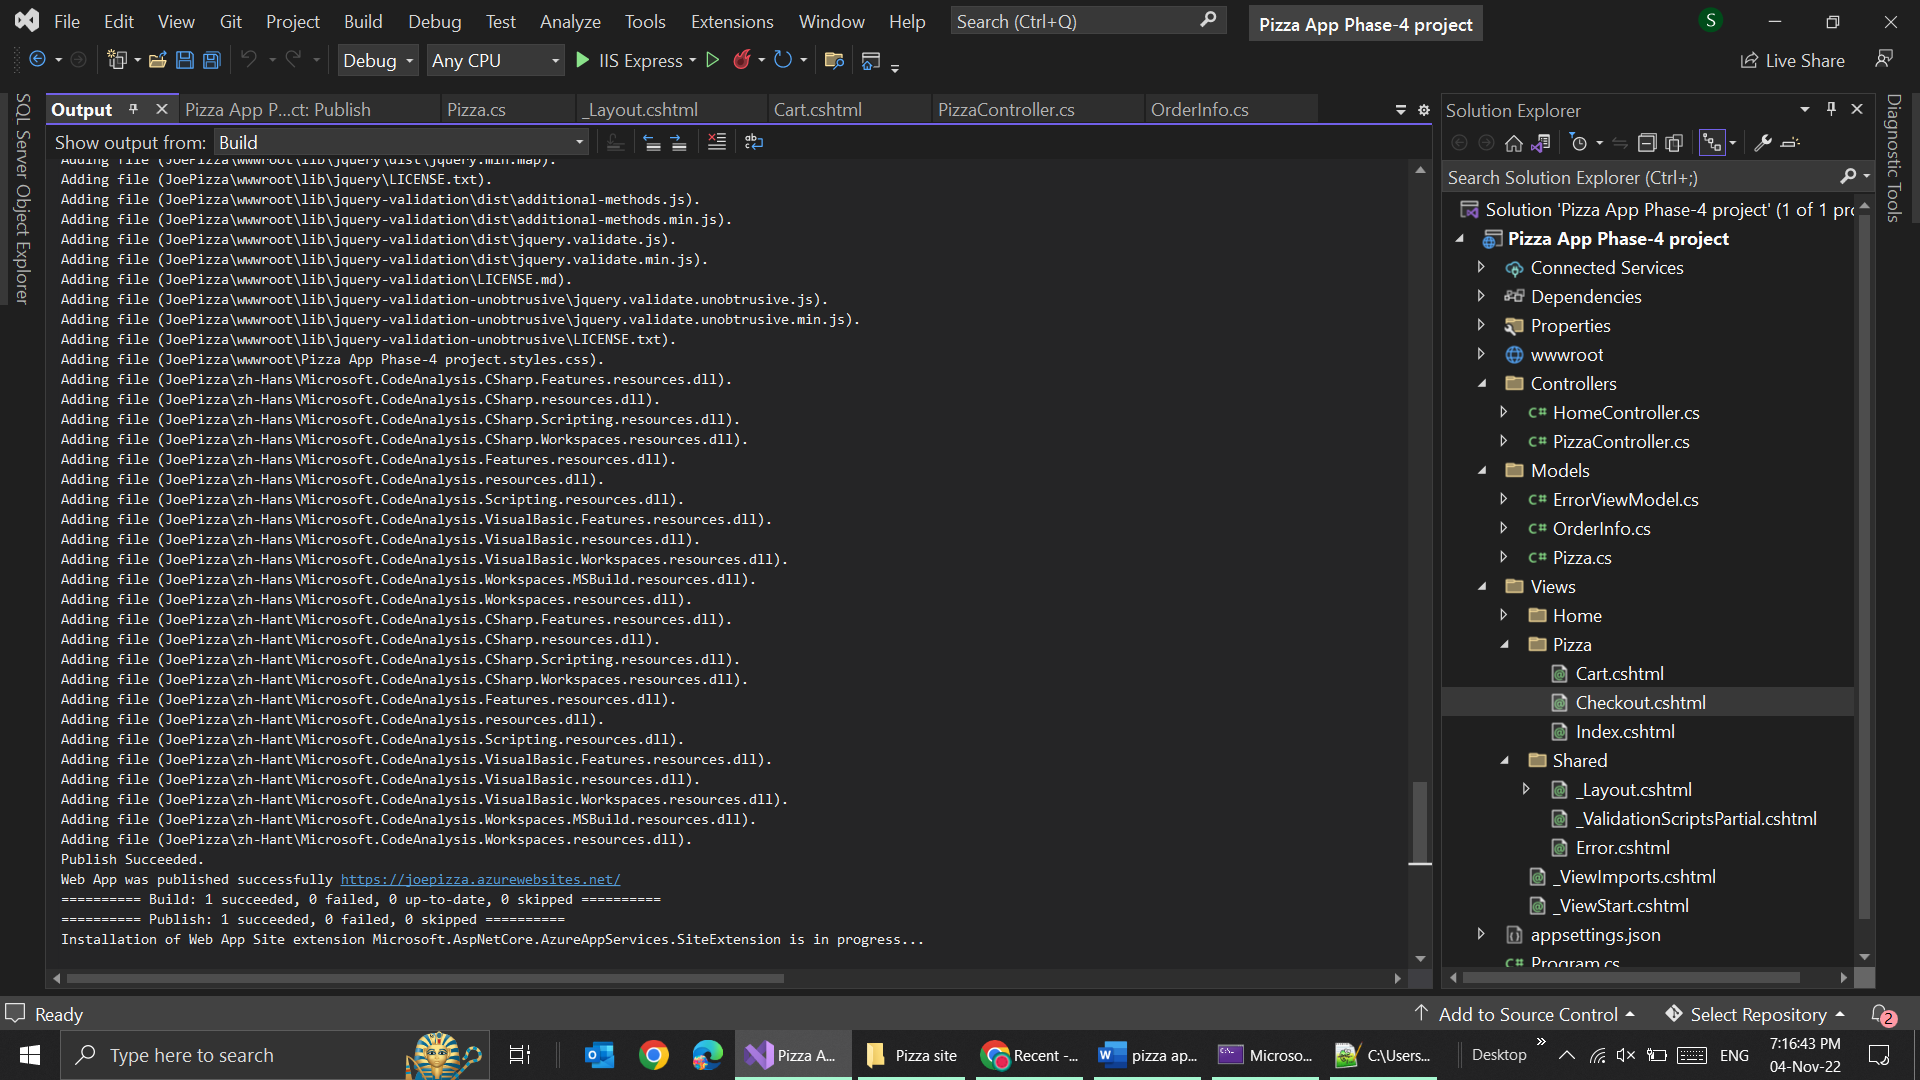 File Edit View Git Project Build Debug Test Analyze Tools Extensions Window Help Search (Ctrl+Q) Pizza App Phase-4 project S
Debug Any CPU IIS Express Live Share
SQL Server Object Explorer
Output Pizza App P...ct: Publish Pizza.cs _Layout.cshtml Cart.cshtml PizzaController.cs OrderInfo.cs
Show output from: Build
Adding file (JoePizza\wwwroot\lib\jquery\dist\jquery.min.map).
Adding file (JoePizza\wwwroot\lib\jquery\LICENSE.txt).
Adding file (JoePizza\wwwroot\lib\jquery-validation\dist\additional-methods.js).
Adding file (JoePizza\wwwroot\lib\jquery-validation\dist\additional-methods.min.js).
Adding file (JoePizza\wwwroot\lib\jquery-validation\dist\jquery.validate.js).
Adding file (JoePizza\wwwroot\lib\jquery-validation\dist\jquery.validate.min.js).
Adding file (JoePizza\wwwroot\lib\jquery-validation\LICENSE.md).
Adding file (JoePizza\wwwroot\lib\jquery-validation-unobtrusive\jquery.validate.unobtrusive.js).
Adding file (JoePizza\wwwroot\lib\jquery-validation-unobtrusive\jquery.validate.unobtrusive.min.js).
Adding file (JoePizza\wwwroot\lib\jquery-validation-unobtrusive\LICENSE.txt).
Adding file (JoePizza\wwwroot\Pizza App Phase-4 project.styles.css).
Adding file (JoePizza\zh-Hans\Microsoft.CodeAnalysis.CSharp.Features.resources.dll).
Adding file (JoePizza\zh-Hans\Microsoft.CodeAnalysis.CSharp.resources.dll).
Adding file (JoePizza\zh-Hans\Microsoft.CodeAnalysis.CSharp.Scripting.resources.dll).
Adding file (JoePizza\zh-Hans\Microsoft.CodeAnalysis.CSharp.Workspaces.resources.dll).
Adding file (JoePizza\zh-Hans\Microsoft.CodeAnalysis.Features.resources.dll).
Adding file (JoePizza\zh-Hans\Microsoft.CodeAnalysis.resources.dll).
Adding file (JoePizza\zh-Hans\Microsoft.CodeAnalysis.Scripting.resources.dll).
Adding file (JoePizza\zh-Hans\Microsoft.CodeAnalysis.VisualBasic.Features.resources.dll).
Adding file (JoePizza\zh-Hans\Microsoft.CodeAnalysis.VisualBasic.resources.dll).
Adding file (JoePizza\zh-Hans\Microsoft.CodeAnalysis.VisualBasic.Workspaces.resources.dll).
Adding file (JoePizza\zh-Hans\Microsoft.CodeAnalysis.Workspaces.MSBuild.resources.dll).
Adding file (JoePizza\zh-Hans\Microsoft.CodeAnalysis.Workspaces.resources.dll).
Adding file (JoePizza\zh-Hant\Microsoft.CodeAnalysis.CSharp.Features.resources.dll).
Adding file (JoePizza\zh-Hant\Microsoft.CodeAnalysis.CSharp.resources.dll).
Adding file (JoePizza\zh-Hant\Microsoft.CodeAnalysis.CSharp.Scripting.resources.dll).
Adding file (JoePizza\zh-Hant\Microsoft.CodeAnalysis.CSharp.Workspaces.resources.dll).
Adding file (JoePizza\zh-Hant\Microsoft.CodeAnalysis.Features.resources.dll).
Adding file (JoePizza\zh-Hant\Microsoft.CodeAnalysis.resources.dll).
Adding file (JoePizza\zh-Hant\Microsoft.CodeAnalysis.Scripting.resources.dll).
Adding file (JoePizza\zh-Hant\Microsoft.CodeAnalysis.VisualBasic.Features.resources.dll).
Adding file (JoePizza\zh-Hant\Microsoft.CodeAnalysis.VisualBasic.resources.dll).
Adding file (JoePizza\zh-Hant\Microsoft.CodeAnalysis.VisualBasic.Workspaces.resources.dll).
Adding file (JoePizza\zh-Hant\Microsoft.CodeAnalysis.Workspaces.MSBuild.resources.dll).
Adding file (JoePizza\zh-Hant\Microsoft.CodeAnalysis.Workspaces.resources.dll).
Publish Succeeded.
Web App was published successfully https://joepizza.azurewebsites.net/
========== Build: 1 succeeded, 0 failed, 0 up-to-date, 0 skipped ==========
========== Publish: 1 succeeded, 0 failed, 0 skipped ==========
Installation of Web App Site extension Microsoft.AspNetCore.AzureAppServices.SiteExtension is in progress...
Solution Explorer
Search Solution Explorer (Ctrl+;)
Solution 'Pizza App Phase-4 project' (1 of 1 pro
Pizza App Phase-4 project
Connected Services
Dependencies
Properties
wwwroot
Controllers
C# HomeController.cs
C# PizzaController.cs
Models
C# ErrorViewModel.cs
C# OrderInfo.cs
C# Pizza.cs
Views
Home
Pizza
Cart.cshtml
Checkout.cshtml
Index.cshtml
Shared
_Layout.cshtml
_ValidationScriptsPartial.cshtml
Error.cshtml
_ViewImports.cshtml
_ViewStart.cshtml
appsettings.json
C# Program.cs
Diagnostic Tools
Ready Add to Source Control Select Repository 2
Type here to search Pizza A... Pizza site Recent -... pizza ap... Microso... C:\Users... Desktop ENG 7:16:43 PM
04-Nov-22